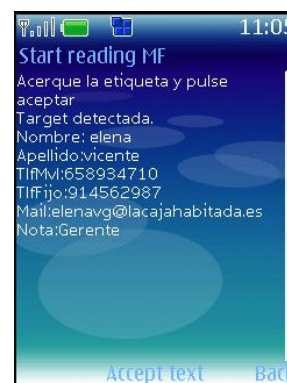 11:05
Start reading MF
Acerque la etiqueta y pulse
aceptar
Target detectada.
Nombre: elena
Apellido:vicente
TlfMvl:658934710
TlfFijo:914562987
Mail:elenavg@lacajahabitada.es
Nota:Gerente
Accept text Bac